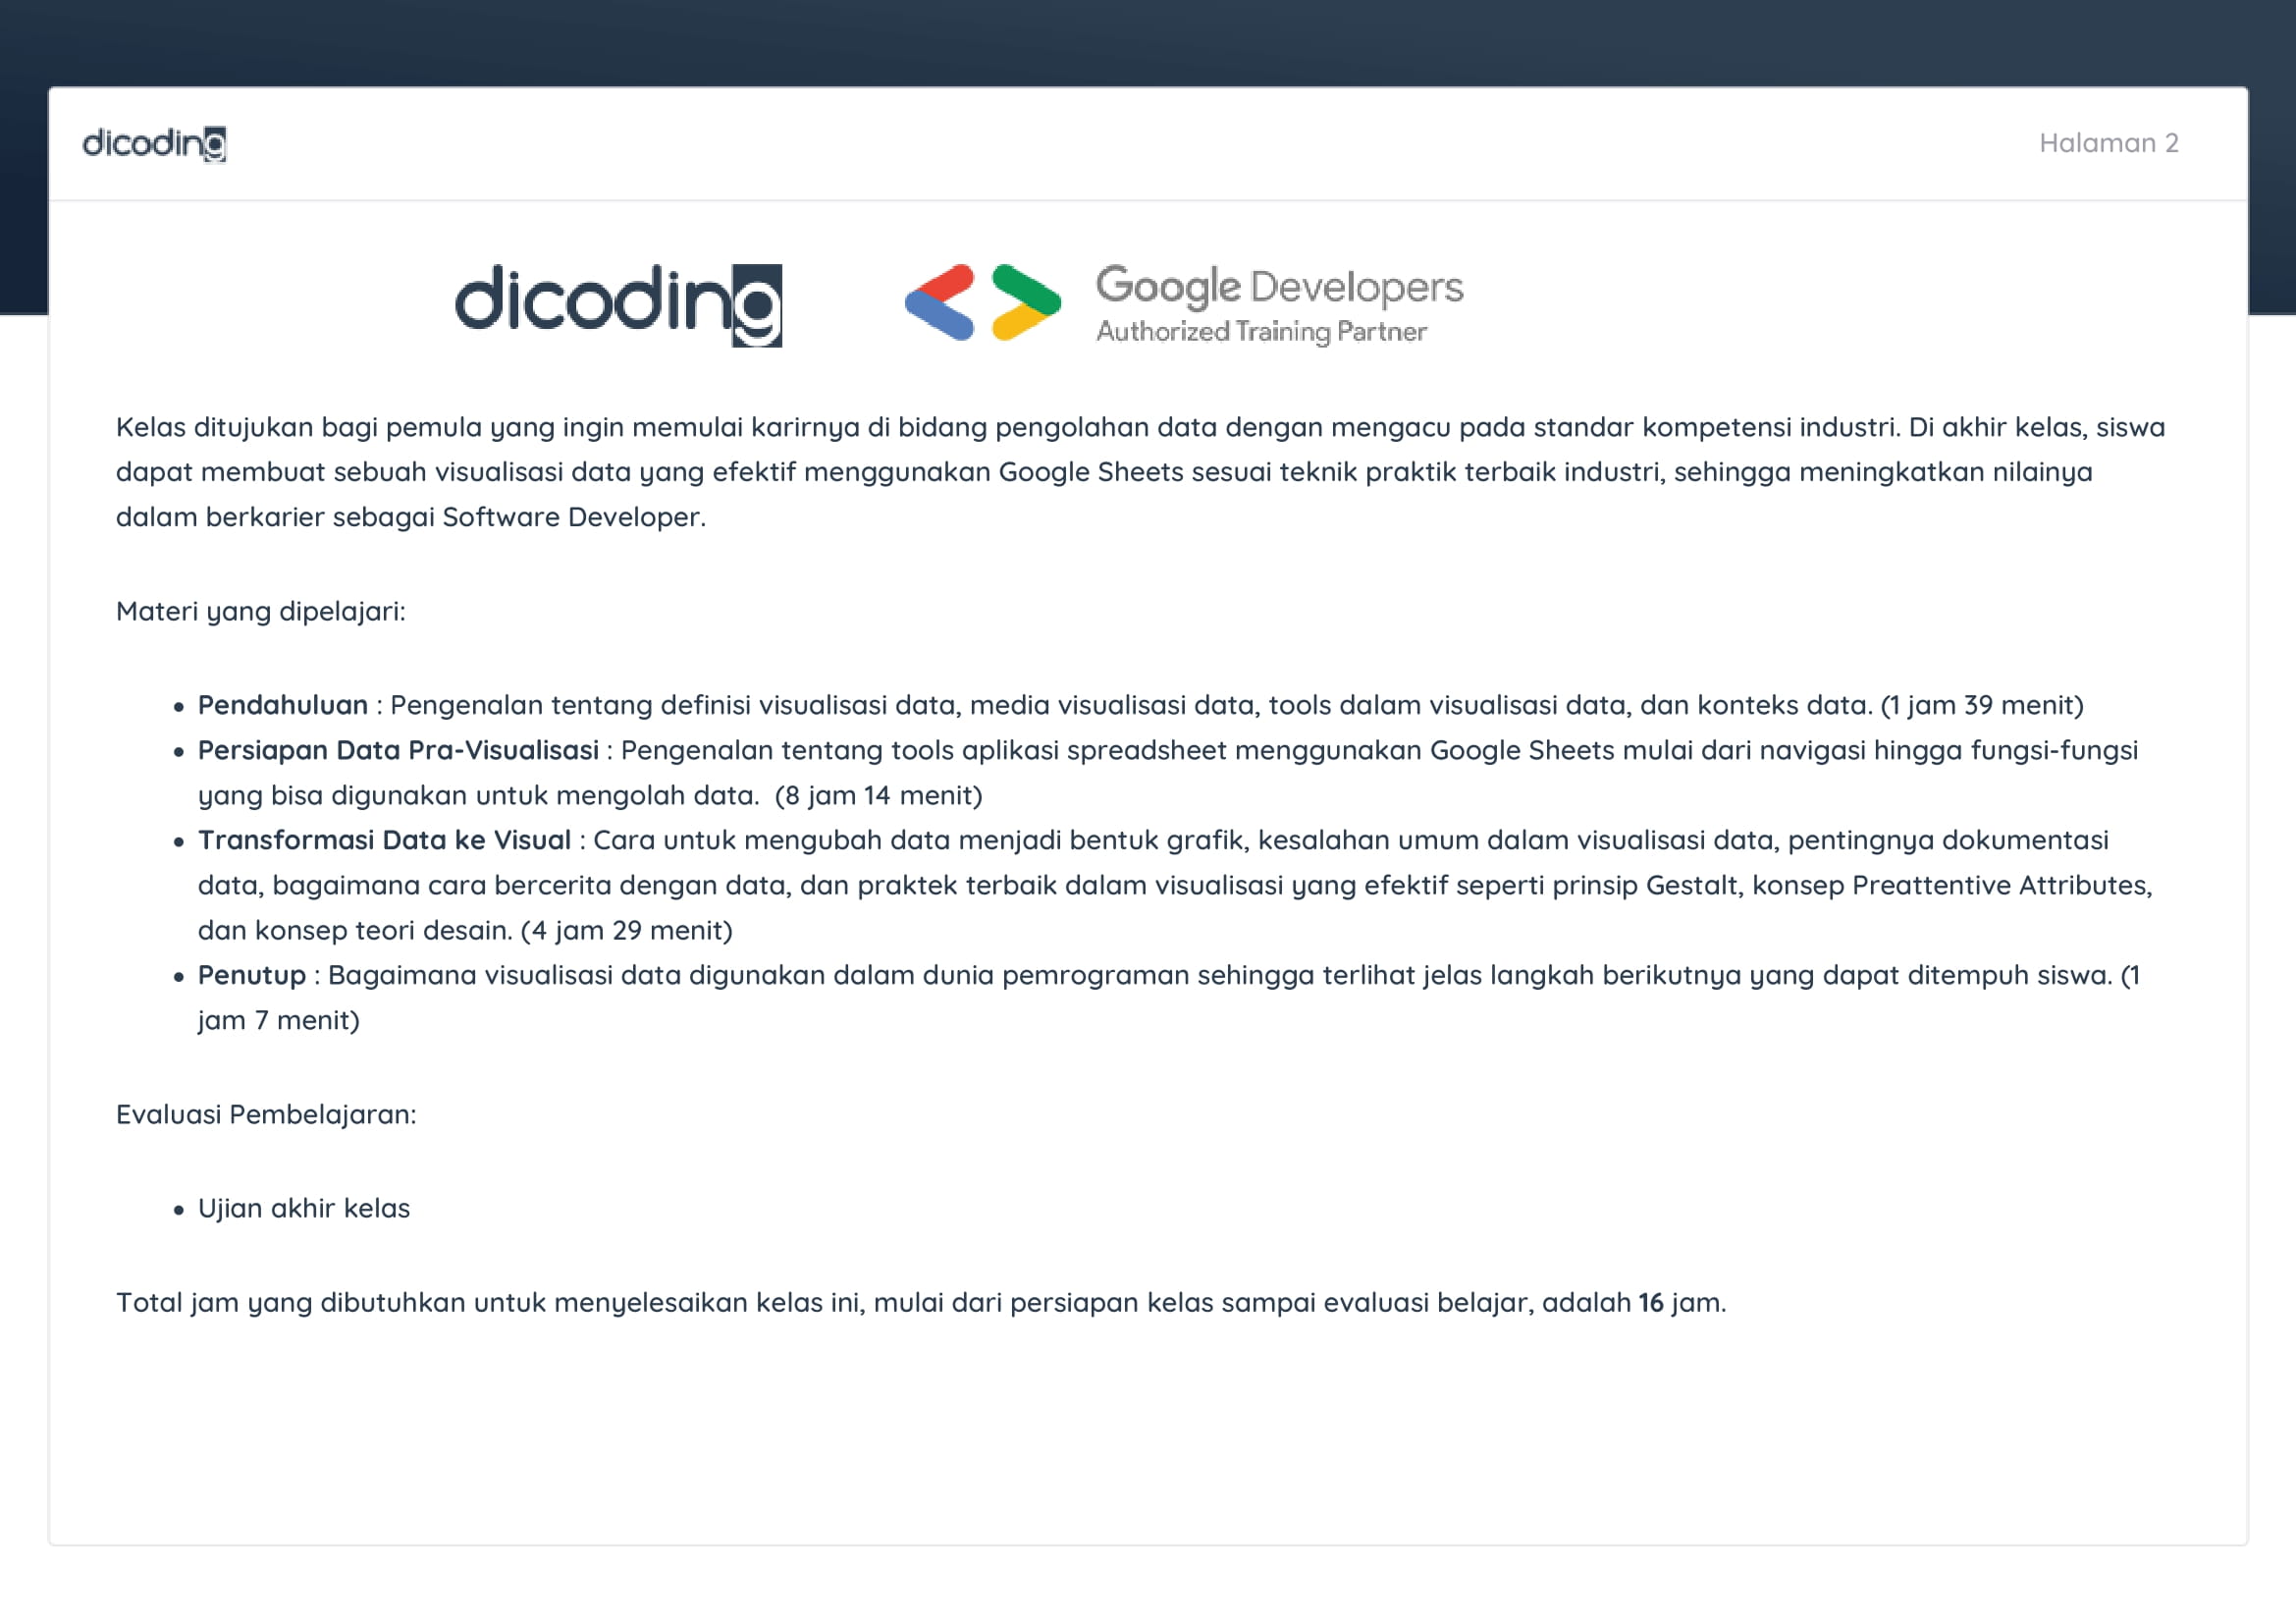 dicoding
Halaman 2
dicoding
Google Developers
Authorized Training Partner
Kelas ditujukan bagi pemula yang ingin memulai karirnya di bidang pengolahan data dengan mengacu pada standar kompetensi industri. Di akhir kelas, siswa
dapat membuat sebuah visualisasi data yang efektif menggunakan Google Sheets sesuai teknik praktik terbaik industri, sehingga meningkatkan nilainya
dalam berkarier sebagai Software Developer.
Materi yang dipelajari:
• Pendahuluan : Pengenalan tentang definisi visualisasi data, media visualisasi data, tools dalam visualisasi data, dan konteks data. (1 jam 39 menit)
• Persiapan Data Pra-Visualisasi : Pengenalan tentang tools aplikasi spreadsheet menggunakan Google Sheets mulai dari navigasi hingga fungsi-fungsi
yang bisa digunakan untuk mengolah data.  (8 jam 14 menit)
• Transformasi Data ke Visual : Cara untuk mengubah data menjadi bentuk grafik, kesalahan umum dalam visualisasi data, pentingnya dokumentasi
data, bagaimana cara bercerita dengan data, dan praktek terbaik dalam visualisasi yang efektif seperti prinsip Gestalt, konsep Preattentive Attributes,
dan konsep teori desain. (4 jam 29 menit)
• Penutup : Bagaimana visualisasi data digunakan dalam dunia pemrograman sehingga terlihat jelas langkah berikutnya yang dapat ditempuh siswa. (1
jam 7 menit)
Evaluasi Pembelajaran:
• Ujian akhir kelas
Total jam yang dibutuhkan untuk menyelesaikan kelas ini, mulai dari persiapan kelas sampai evaluasi belajar, adalah 16 jam.